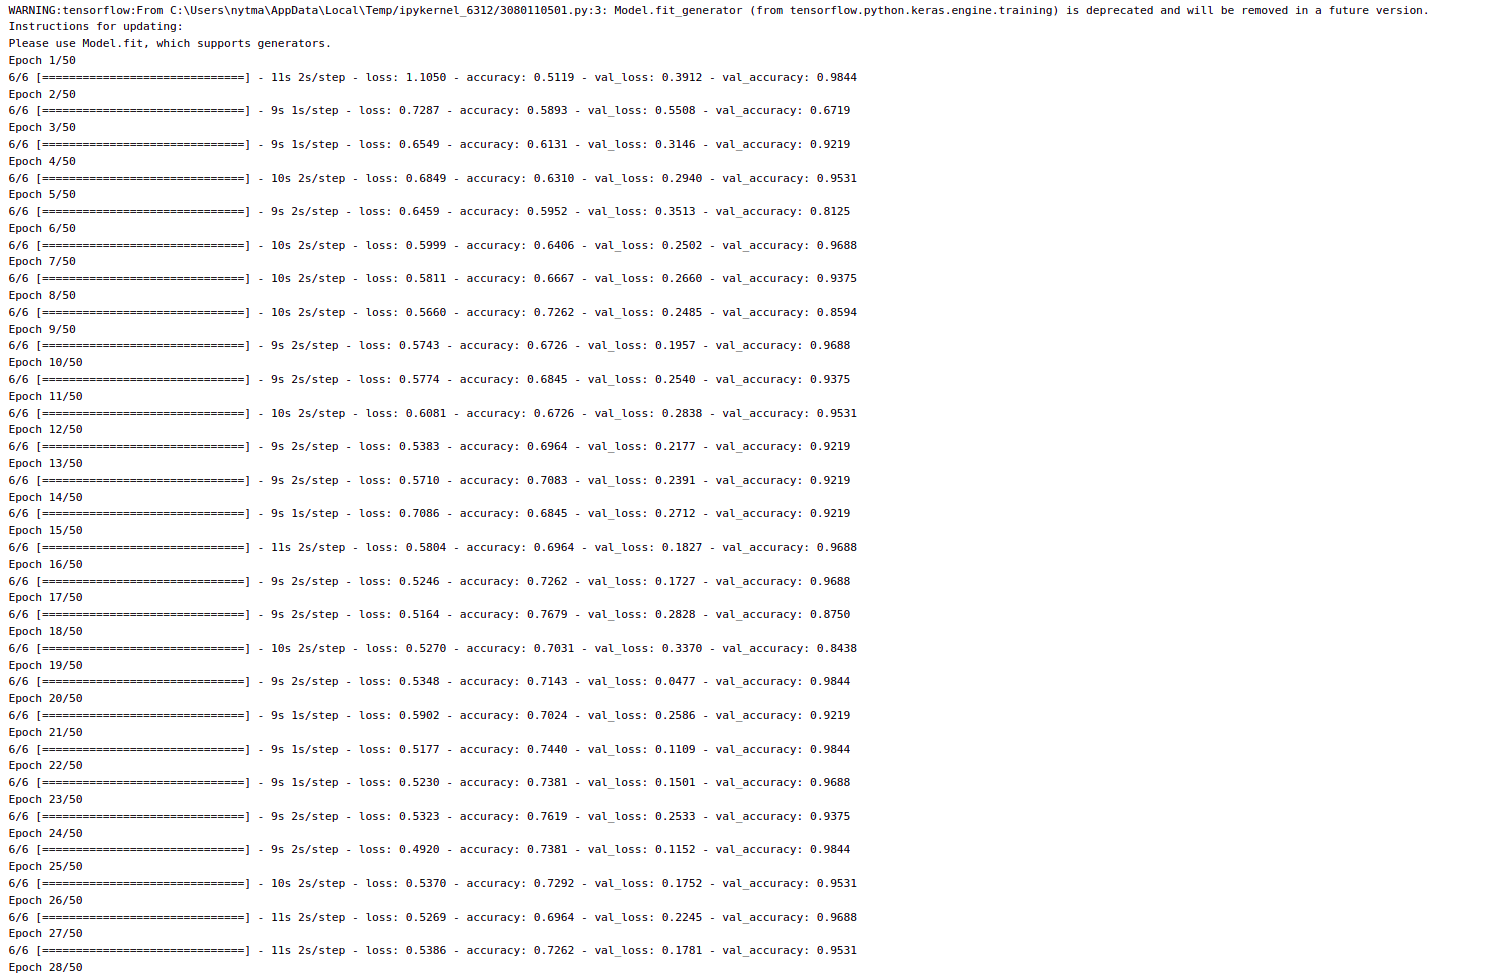 WARNING:tensorflow:From C:\Users\nytma\AppData\Local\Temp/ipykernel_6312/3080110501.py:3: Model.fit_generator (from tensorflow.python.keras.engine.training) is deprecated and will be removed in a future version.
Instructions for updating:
Please use Model.fit, which supports generators.
Epoch 1/50
6/6 [==============================] - 11s 2s/step - loss: 1.1050 - accuracy: 0.5119 - val_loss: 0.3912 - val_accuracy: 0.9844
Epoch 2/50
6/6 [==============================] - 9s 1s/step - loss: 0.7287 - accuracy: 0.5893 - val_loss: 0.5508 - val_accuracy: 0.6719
Epoch 3/50
6/6 [==============================] - 9s 1s/step - loss: 0.6549 - accuracy: 0.6131 - val_loss: 0.3146 - val_accuracy: 0.9219
Epoch 4/50
6/6 [==============================] - 10s 2s/step - loss: 0.6849 - accuracy: 0.6310 - val_loss: 0.2940 - val_accuracy: 0.9531
Epoch 5/50
6/6 [==============================] - 9s 2s/step - loss: 0.6459 - accuracy: 0.5952 - val_loss: 0.3513 - val_accuracy: 0.8125
Epoch 6/50
6/6 [==============================] - 10s 2s/step - loss: 0.5999 - accuracy: 0.6406 - val_loss: 0.2502 - val_accuracy: 0.9688
Epoch 7/50
6/6 [==============================] - 10s 2s/step - loss: 0.5811 - accuracy: 0.6667 - val_loss: 0.2660 - val_accuracy: 0.9375
Epoch 8/50
6/6 [==============================] - 10s 2s/step - loss: 0.5660 - accuracy: 0.7262 - val_loss: 0.2485 - val_accuracy: 0.8594
Epoch 9/50
6/6 [==============================] - 9s 2s/step - loss: 0.5743 - accuracy: 0.6726 - val_loss: 0.1957 - val_accuracy: 0.9688
Epoch 10/50
6/6 [==============================] - 9s 2s/step - loss: 0.5774 - accuracy: 0.6845 - val_loss: 0.2540 - val_accuracy: 0.9375
Epoch 11/50
6/6 [==============================] - 10s 2s/step - loss: 0.6081 - accuracy: 0.6726 - val_loss: 0.2838 - val_accuracy: 0.9531
Epoch 12/50
6/6 [==============================] - 9s 2s/step - loss: 0.5383 - accuracy: 0.6964 - val_loss: 0.2177 - val_accuracy: 0.9219
Epoch 13/50
6/6 [==============================] - 9s 2s/step - loss: 0.5710 - accuracy: 0.7083 - val_loss: 0.2391 - val_accuracy: 0.9219
Epoch 14/50
6/6 [==============================] - 9s 1s/step - loss: 0.7086 - accuracy: 0.6845 - val_loss: 0.2712 - val_accuracy: 0.9219
Epoch 15/50
6/6 [==============================] - 11s 2s/step - loss: 0.5804 - accuracy: 0.6964 - val_loss: 0.1827 - val_accuracy: 0.9688
Epoch 16/50
6/6 [==============================] - 9s 2s/step - loss: 0.5246 - accuracy: 0.7262 - val_loss: 0.1727 - val_accuracy: 0.9688
Epoch 17/50
6/6 [==============================] - 9s 2s/step - loss: 0.5164 - accuracy: 0.7679 - val_loss: 0.2828 - val_accuracy: 0.8750
Epoch 18/50
6/6 [==============================] - 10s 2s/step - loss: 0.5270 - accuracy: 0.7031 - val_loss: 0.3370 - val_accuracy: 0.8438
Epoch 19/50
6/6 [==============================] - 9s 2s/step - loss: 0.5348 - accuracy: 0.7143 - val_loss: 0.0477 - val_accuracy: 0.9844
Epoch 20/50
6/6 [==============================] - 9s 1s/step - loss: 0.5902 - accuracy: 0.7024 - val_loss: 0.2586 - val_accuracy: 0.9219
Epoch 21/50
6/6 [==============================] - 9s 1s/step - loss: 0.5177 - accuracy: 0.7440 - val_loss: 0.1109 - val_accuracy: 0.9844
Epoch 22/50
6/6 [==============================] - 9s 1s/step - loss: 0.5230 - accuracy: 0.7381 - val_loss: 0.1501 - val_accuracy: 0.9688
Epoch 23/50
6/6 [==============================] - 9s 2s/step - loss: 0.5323 - accuracy: 0.7619 - val_loss: 0.2533 - val_accuracy: 0.9375
Epoch 24/50
6/6 [==============================] - 9s 2s/step - loss: 0.4920 - accuracy: 0.7381 - val_loss: 0.1152 - val_accuracy: 0.9844
Epoch 25/50
6/6 [==============================] - 10s 2s/step - loss: 0.5370 - accuracy: 0.7292 - val_loss: 0.1752 - val_accuracy: 0.9531
Epoch 26/50
6/6 [==============================] - 11s 2s/step - loss: 0.5269 - accuracy: 0.6964 - val_loss: 0.2245 - val_accuracy: 0.9688
Epoch 27/50
6/6 [==============================] - 11s 2s/step - loss: 0.5386 - accuracy: 0.7262 - val_loss: 0.1781 - val_accuracy: 0.9531
Epoch 28/50